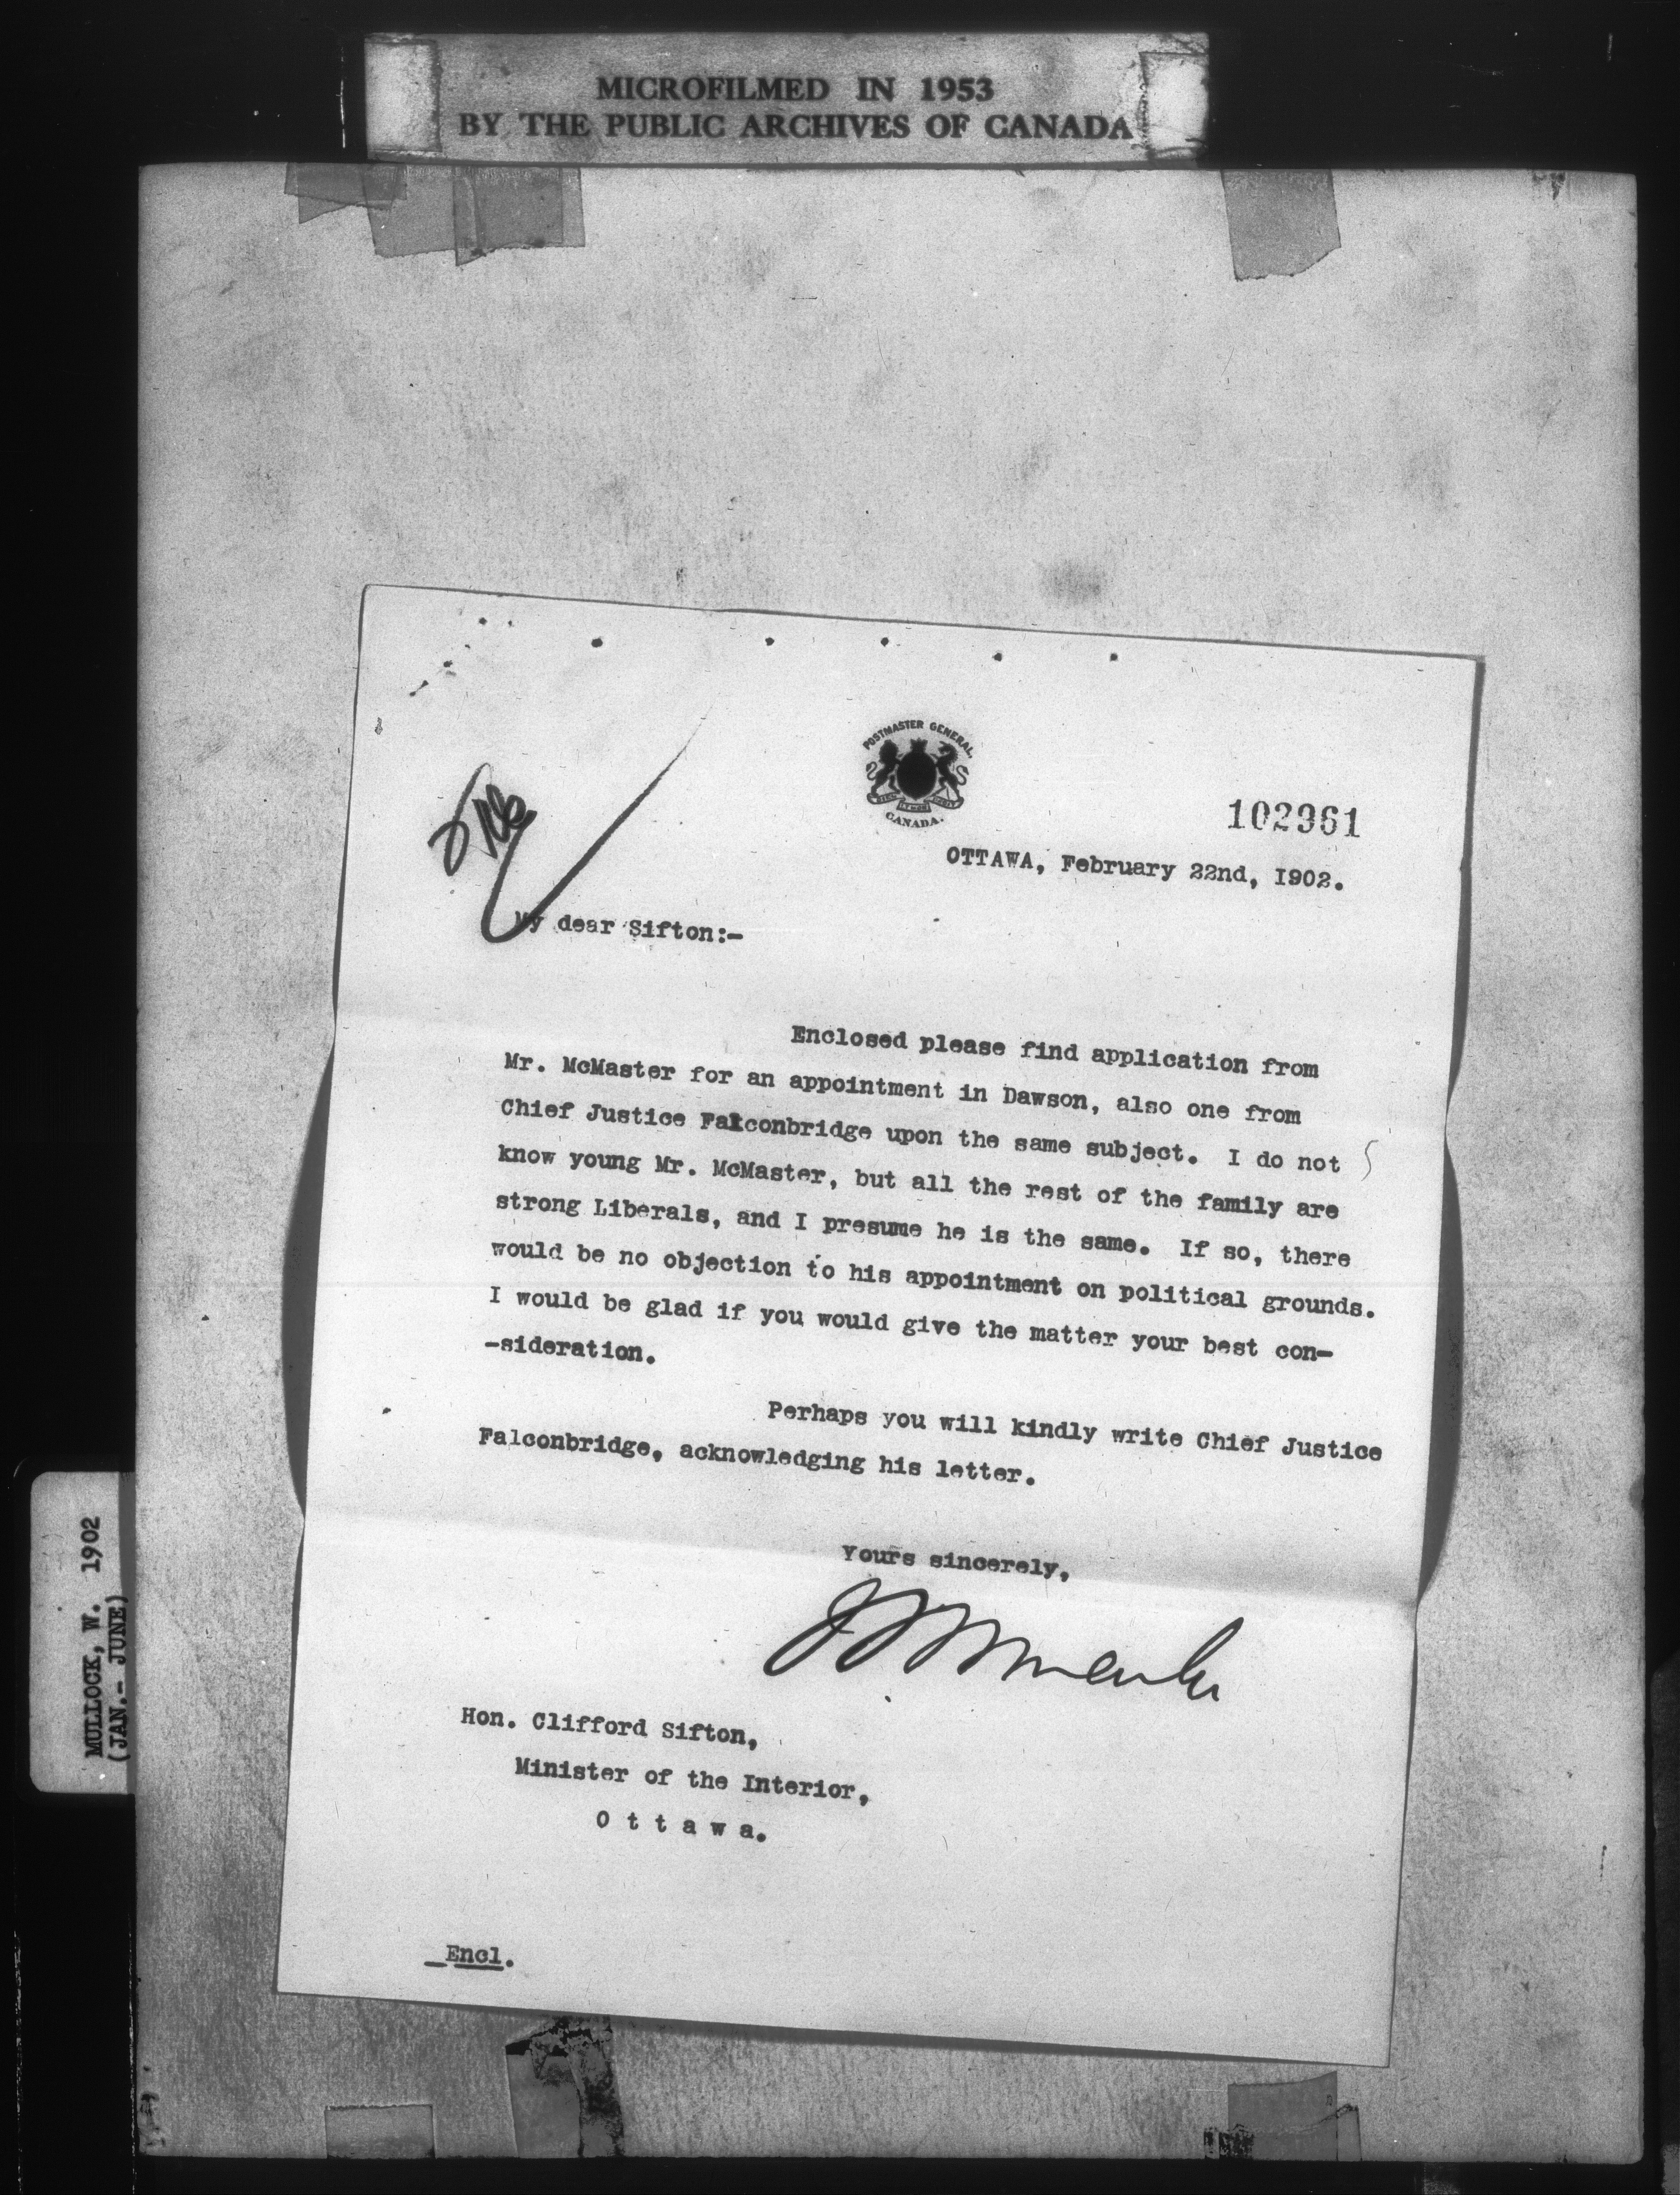 MICROFILMED IN 1953
BY THE PUBLIC ARCHIVES OF CANADA
POSTMASTER GENERAL.
CANADA.
102961
OTTAWA, February 22nd, I902.
My dear Sifton:-
Enclosed please find application from
Mr. McMaster for an appointment in Dawson, also one from
Chief Justice Falconbridge upon the same subject. I do not
know young Mr. McMaster, but all the rest of the family are
strong Liberals, and I presume he is the same. If so, there
would be no objection to his appointment on political grounds.
I would be glad if you would give the matter your best con-
-sideration.
Perhaps you will kindly write Chief Justice
Falconbridge, acknowledging his letter.
Yours sincerely,
Hon. Clifford Sifton,
Minister of the Interior,
O t t a w a.
Encl.
MULLOCK, W. 1902
(JAN.- JUNE)